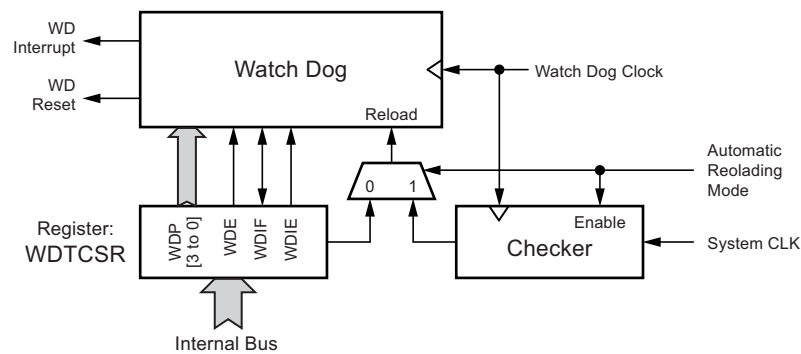 WD
Interrupt
WD
Reset
Watch Dog
Reload
Watch Dog Clock
Automatic
Reolading
Mode
0 1
Register:
WDTCSR
WDP
[3 to 0]
WDE
WDIF
WDIE
Enable
Checker
System CLK
Internal Bus